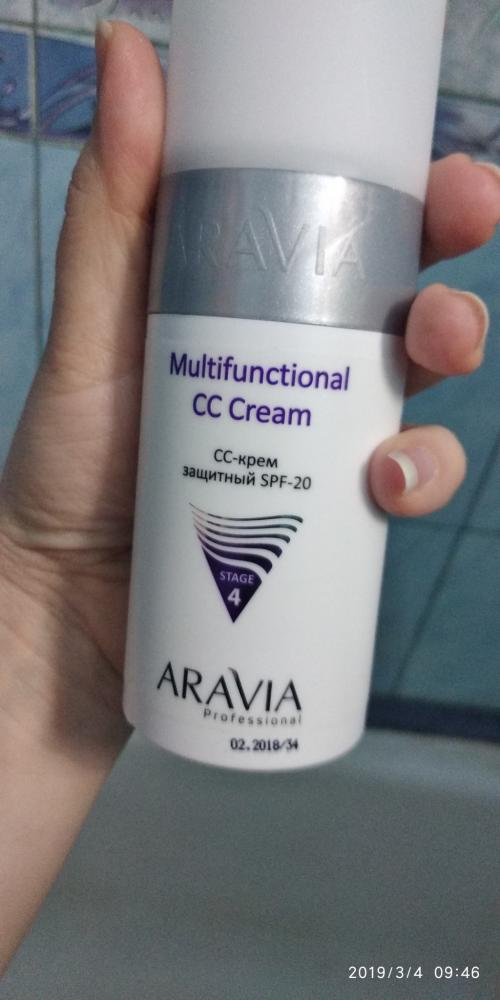 ARAVIA
Multifunctional
CC Cream
CC-крем
защитный SPF-20
STAGE
4
ARAVIA
Professional
02.2018/34
2019/3/4 09:46